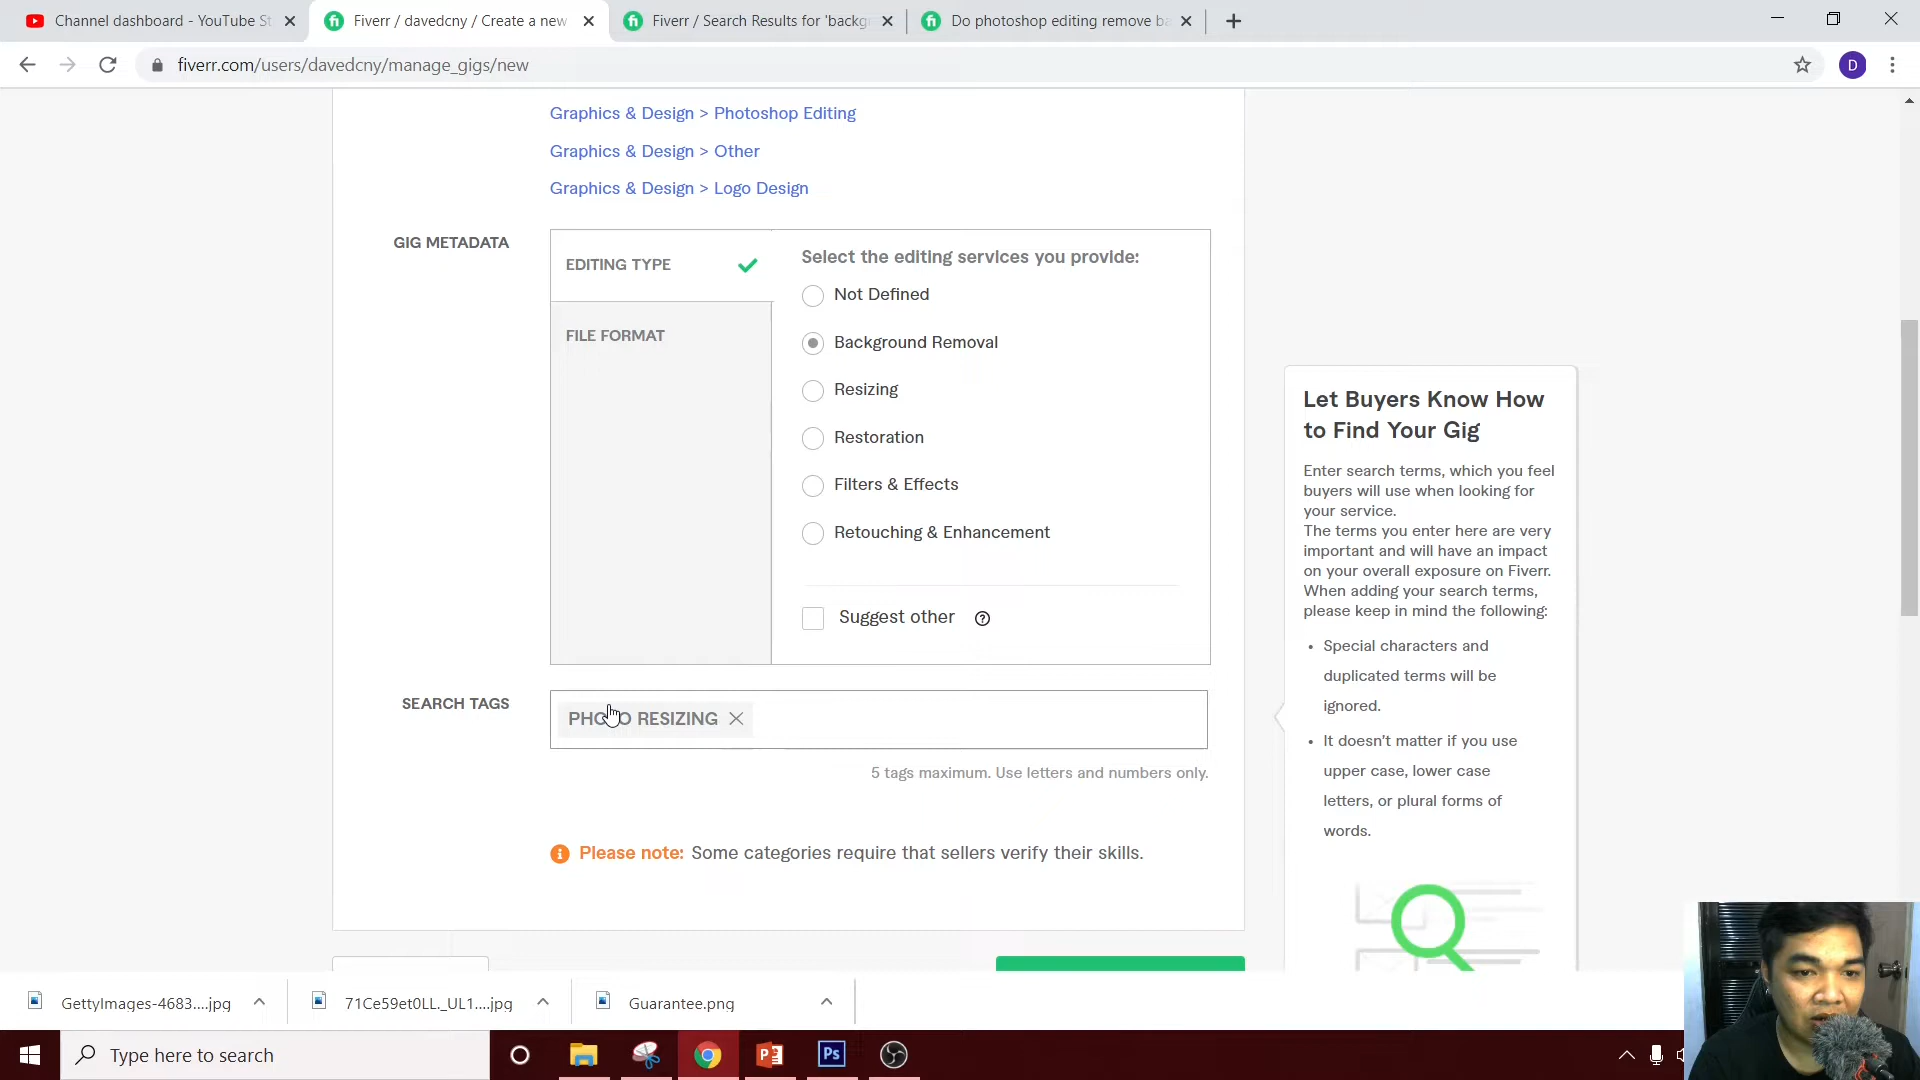 Channel dashboard - YouTube St
Fiverr / davedcny / Create a new
Fiverr / Search Results for 'backg
Do photoshop editing remove ba
fiverr.com/users/davedcny/manage_gigs/new
D
Graphics & Design > Photoshop Editing
Graphics & Design > Other
Graphics & Design > Logo Design
GIG METADATA
EDITING TYPE
FILE FORMAT
Select the editing services you provide:
Not Defined
Background Removal
Resizing
Restoration
Filters & Effects
Retouching & Enhancement
Suggest other
SEARCH TAGS
PHOTO RESIZING
5 tags maximum. Use letters and numbers only.
Please note: Some categories require that sellers verify their skills.
Let Buyers Know How
to Find Your Gig
Enter search terms, which you feel
buyers will use when looking for
your service.
The terms you enter here are very
important and will have an impact
on your overall exposure on Fiverr.
When adding your search terms,
please keep in mind the following:
• Special characters and
duplicated terms will be
ignored.
• It doesn't matter if you use
upper case, lower case
letters, or plural forms of
words.
GettyImages-4683....jpg
71Ce59et0LL._UL1....jpg
Guarantee.png
Type here to search
Ps